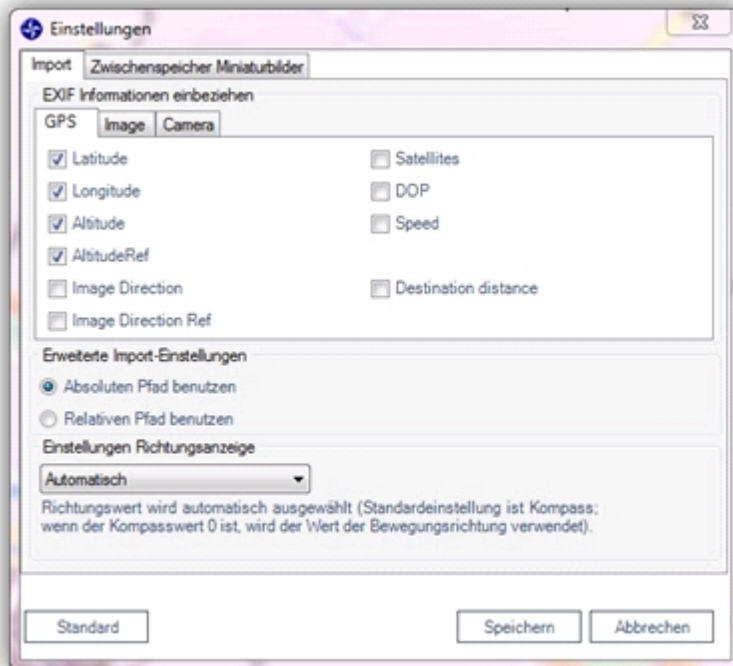 Einstellungen
Import Zwischenspeicher Miniaturbilder
EXIF Informationen einbeziehen
GPS Image Camera
Latitude Satellites
Longitude DOP
Altitude Speed
AltitudeRef
Image Direction Destination distance
Image Direction Ref
Erweiterte Import-Einstellungen
Absoluten Pfad benutzen
Relativen Pfad benutzen
Einstellungen Richtungsanzeige
Automatisch
Richtungswert wird automatisch ausgewählt (Standardeinstellung ist Kompass;
wenn der Kompasswert 0 ist, wird der Wert der Bewegungsrichtung verwendet).
Standard Speichern Abbrechen